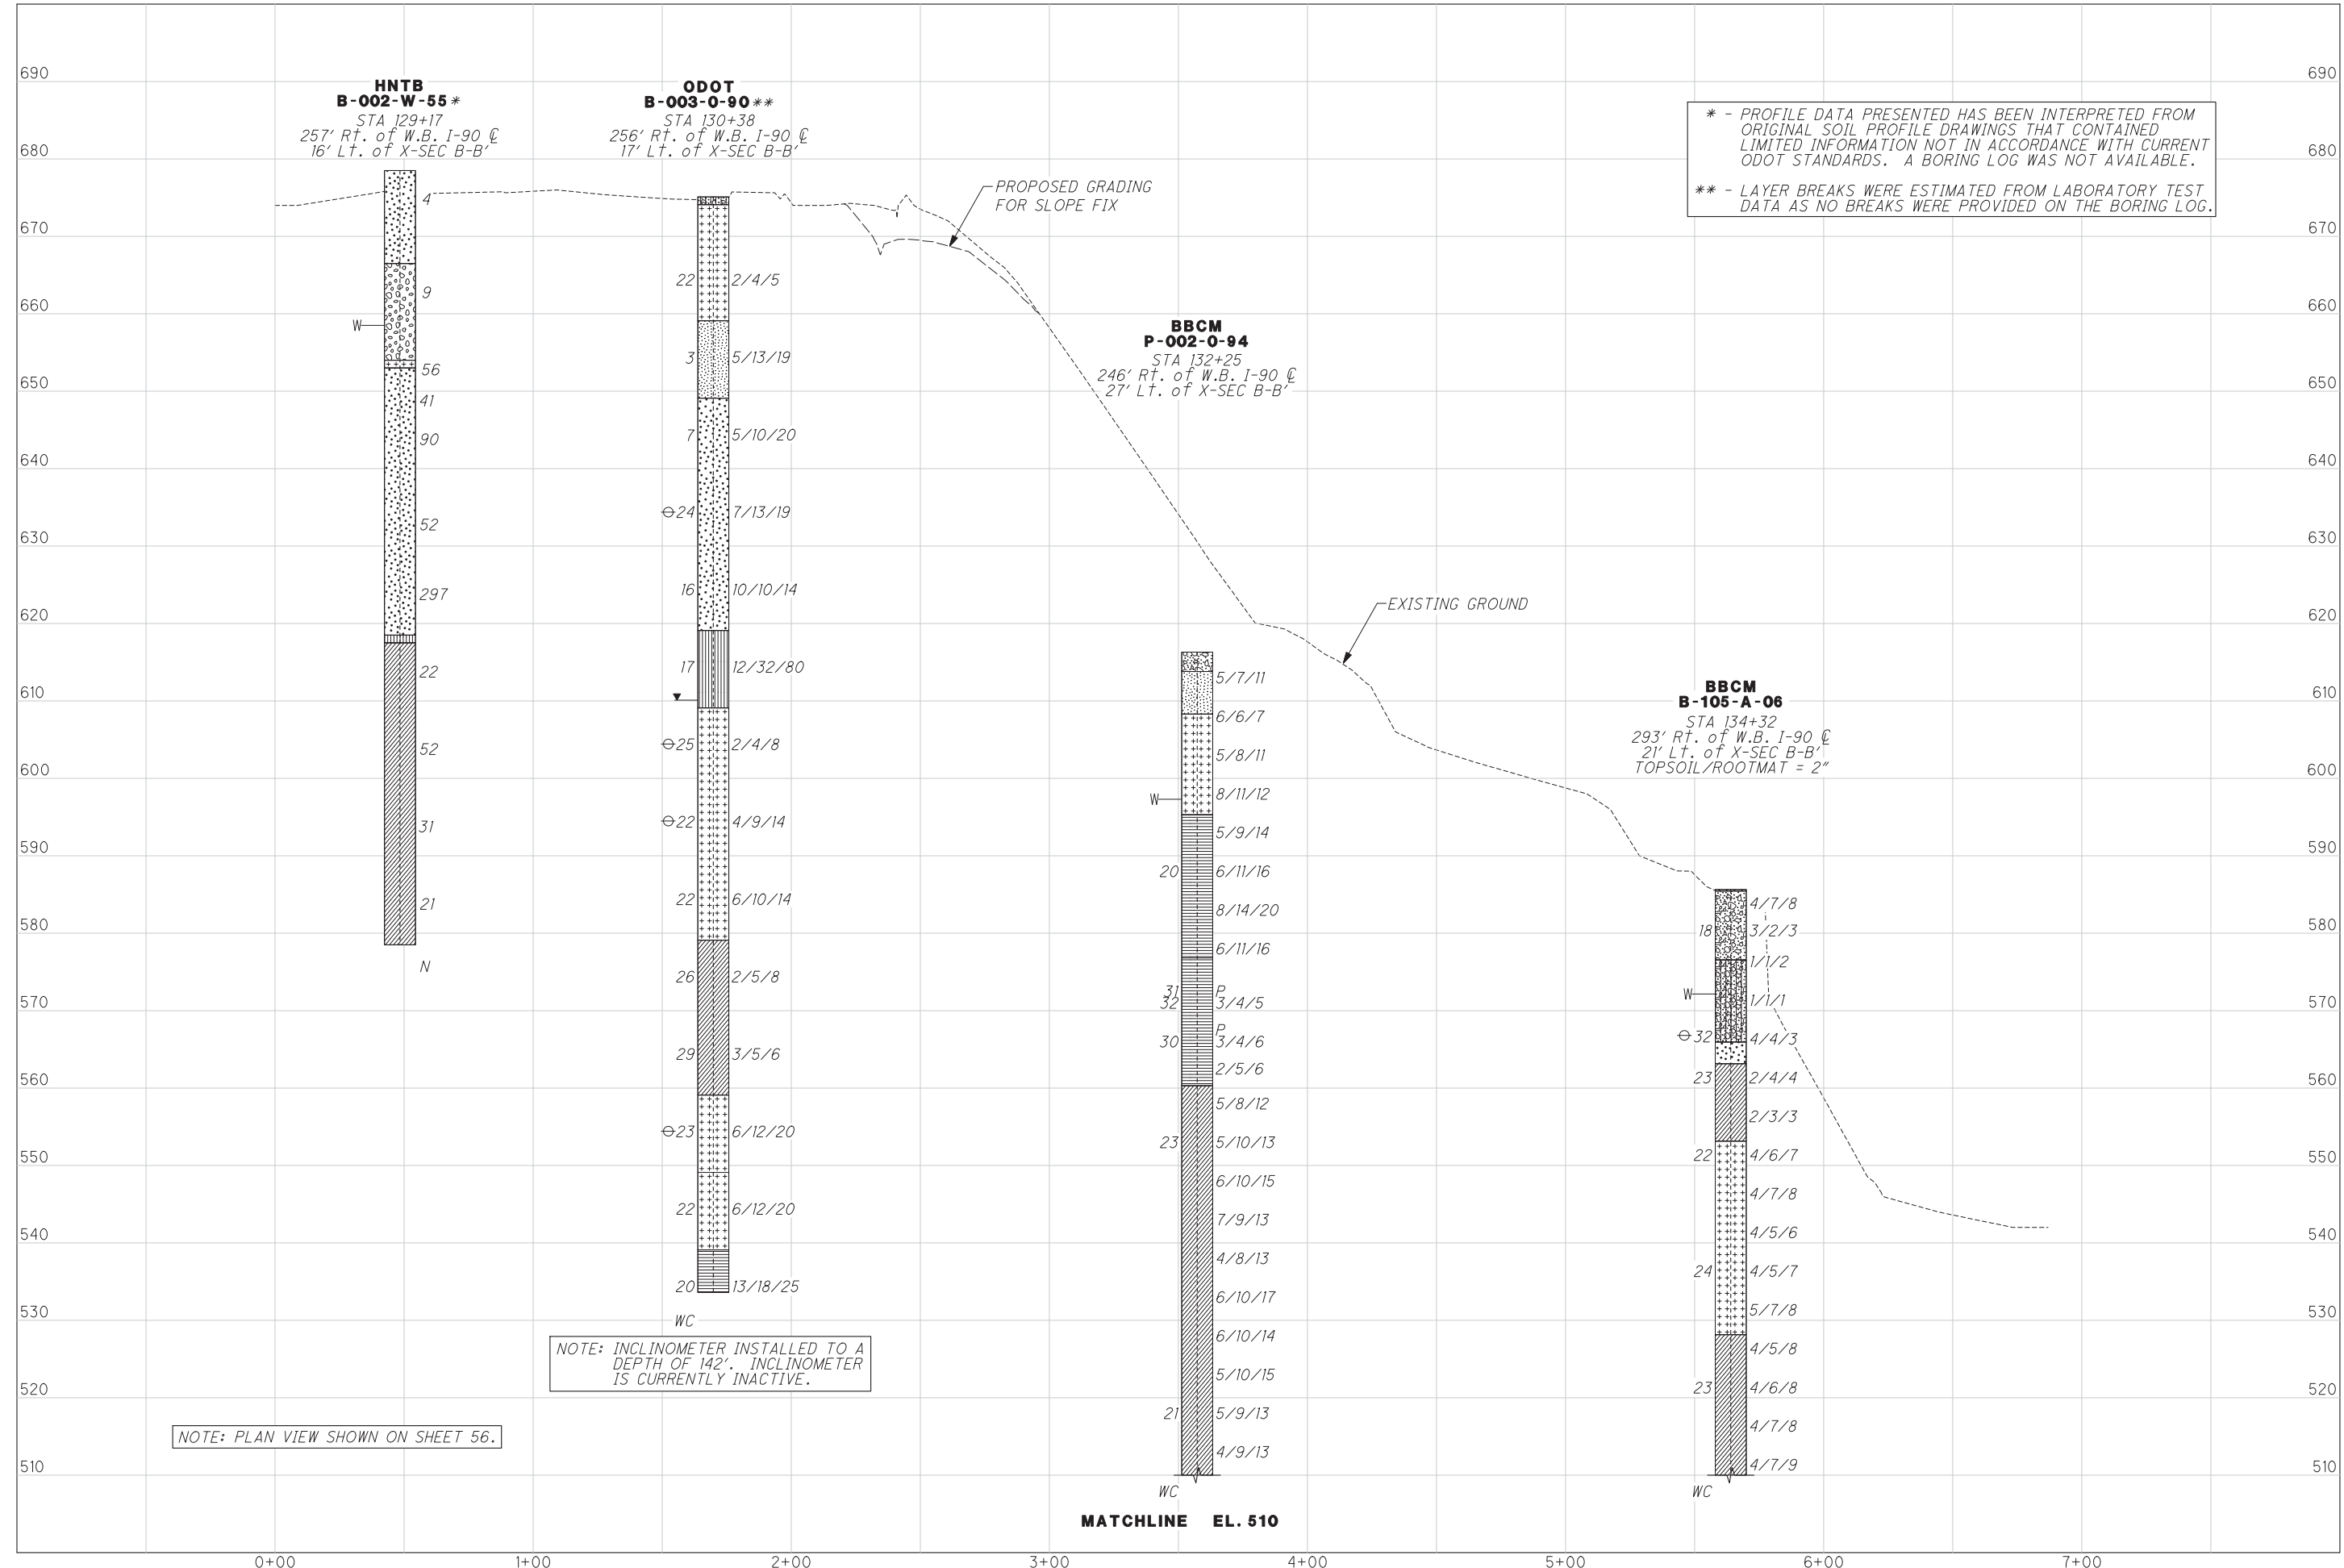 690
690
HNTB
B-002-W-55 *
STA 129+17
257' Rt. of W.B. I-90 ℄
16' Lt. of X-SEC B-B'
ODOT
B-003-0-90 **
STA 130+38
256' Rt. of W.B. I-90 ℄
17' Lt. of X-SEC B-B'
* - PROFILE DATA PRESENTED HAS BEEN INTERPRETED FROM
ORIGINAL SOIL PROFILE DRAWINGS THAT CONTAINED
LIMITED INFORMATION NOT IN ACCORDANCE WITH CURRENT
ODOT STANDARDS. A BORING LOG WAS NOT AVAILABLE.
** - LAYER BREAKS WERE ESTIMATED FROM LABORATORY TEST
DATA AS NO BREAKS WERE PROVIDED ON THE BORING LOG.
680
680
PROPOSED GRADING
FOR SLOPE FIX
670
670
660
660
650
650
640
640
630
630
620
620
610
610
600
600
590
590
580
580
570
570
560
560
550
550
540
540
530
530
520
520
510
510
4
9
W
56
41
90
52
297
22
52
31
21
N
22 2/4/5
3 5/13/19
7 5/10/20
24 7/13/19
16 10/10/14
17 12/32/80
25 2/4/8
22 4/9/14
22 6/10/14
26 2/5/8
29 3/5/6
23 6/12/20
22 6/12/20
20 13/18/25
WC
NOTE: INCLINOMETER INSTALLED TO A
DEPTH OF 142'. INCLINOMETER
IS CURRENTLY INACTIVE.
NOTE: PLAN VIEW SHOWN ON SHEET 56.
BBCM
P-002-0-94
STA 132+25
246' Rt. of W.B. I-90 ℄
27' Lt. of X-SEC B-B'
EXISTING GROUND
5/7/11
6/6/7
5/8/11
8/11/12
W
5/9/14
20 6/11/16
8/14/20
6/11/16
31 P
32 3/4/5
P
30 3/4/6
2/5/6
5/8/12
23 5/10/13
6/10/15
7/9/13
4/8/13
6/10/17
6/10/14
5/10/15
21 5/9/13
4/9/13
WC
BBCM
B-105-A-06
STA 134+32
293' Rt. of W.B. I-90 ℄
21' Lt. of X-SEC B-B'
TOPSOIL/ROOTMAT = 2"
4/7/8
18 3/2/3
1/1/2
W
1/1/1
32 4/4/3
23 2/4/4
2/3/3
22 4/6/7
4/7/8
4/5/6
24 4/5/7
5/7/8
4/5/8
23 4/6/8
4/7/8
4/7/9
WC
MATCHLINE EL. 510
0+00 1+00 2+00 3+00 4+00 5+00 6+00 7+00